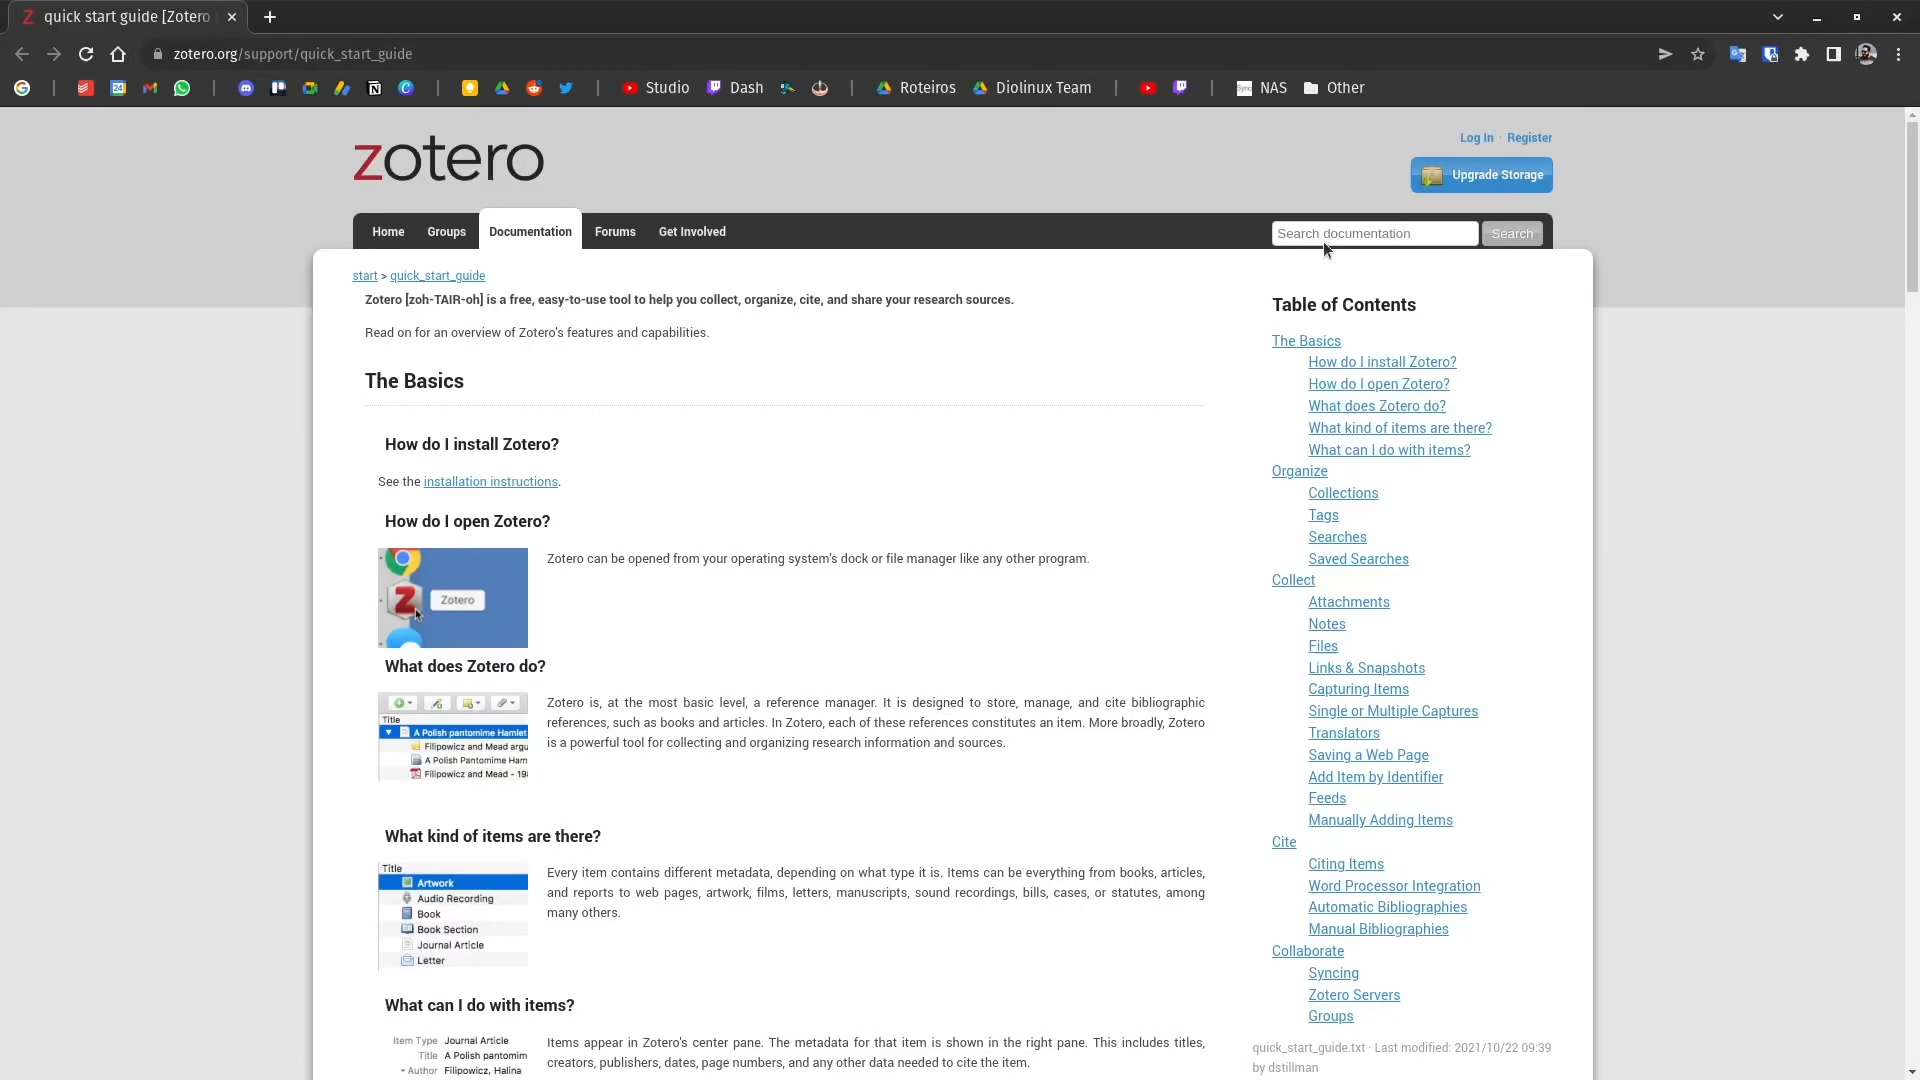 quick start guide [Zotero
zotero.org/support/quick_start_guide
Studio
Dash
Roteiros
Diolinux Team
NAS
Other
zotero
Log In · Register
Upgrade Storage
Home
Groups
Documentation
Forums
Get Involved
Search documentation
Search
start > quick_start_guide
Zotero [zoh-TAIR-oh] is a free, easy-to-use tool to help you collect, organize, cite, and share your research sources.
Read on for an overview of Zotero's features and capabilities.
The Basics
How do I install Zotero?
See the installation instructions.
How do I open Zotero?
Zotero
Zotero can be opened from your operating system's dock or file manager like any other program.
What does Zotero do?
Title
A Polish pantomime Hamlet
Filipowicz and Mead argu
A Polish Pantomime Ham
Filipowicz and Mead - 198
Zotero is, at the most basic level, a reference manager. It is designed to store, manage, and cite bibliographic
references, such as books and articles. In Zotero, each of these references constitutes an item. More broadly, Zotero
is a powerful tool for collecting and organizing research information and sources.
What kind of items are there?
Title
Artwork
Audio Recording
Book
Book Section
Journal Article
Letter
Every item contains different metadata, depending on what type it is. Items can be everything from books, articles,
and reports to web pages, artwork, films, letters, manuscripts, sound recordings, bills, cases, or statutes, among
many others.
What can I do with items?
Item Type Journal Article
Title A Polish pantomim
Author Filipowicz, Halina
Items appear in Zotero's center pane. The metadata for that item is shown in the right pane. This includes titles,
creators, publishers, dates, page numbers, and any other data needed to cite the item.
Table of Contents
The Basics
How do I install Zotero?
How do I open Zotero?
What does Zotero do?
What kind of items are there?
What can I do with items?
Organize
Collections
Tags
Searches
Saved Searches
Collect
Attachments
Notes
Files
Links & Snapshots
Capturing Items
Single or Multiple Captures
Translators
Saving a Web Page
Add Item by Identifier
Feeds
Manually Adding Items
Cite
Citing Items
Word Processor Integration
Automatic Bibliographies
Manual Bibliographies
Collaborate
Syncing
Zotero Servers
Groups
quick_start_guide.txt · Last modified: 2021/10/22 09:39
by dstillman